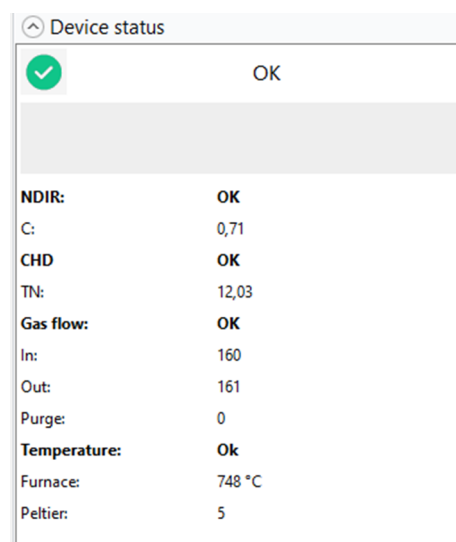 Device status
OK
NDIR: OK
C: 0,71
CHD OK
TN: 12,03
Gas flow: OK
In: 160
Out: 161
Purge: 0
Temperature: Ok
Furnace: 748 °C
Peltier: 5